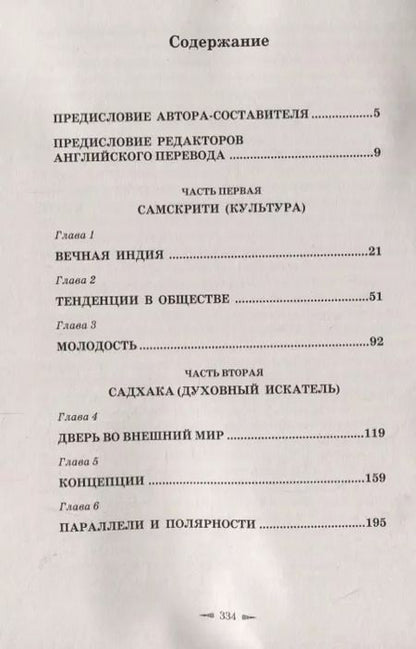 Содержание
ПРЕДИСЛОВИЕ АВТОРА-СОСТАВИТЕЛЯ ............... 5
ПРЕДИСЛОВИЕ РЕДАКТОРОВ
АНГЛИЙСКОГО ПЕРЕВОДА ............................ 9
ЧАСТЬ ПЕРВАЯ
САМСКРИТИ (КУЛЬТУРА)
Глава 1
ВЕЧНАЯ ИНДИЯ ........................................ 21
Глава 2
ТЕНДЕНЦИИ В ОБЩЕСТВЕ ........................... 51
Глава 3
МОЛОДОСТЬ ............................................. 92
ЧАСТЬ ВТОРАЯ
САДХАКА (ДУХОВНЫЙ ИСКАТЕЛЬ)
Глава 4
ДВЕРЬ ВО ВНЕШНИЙ МИР ........................... 119
Глава 5
КОНЦЕПЦИИ ............................................ 159
Глава 6
ПАРАЛЛЕЛИ И ПОЛЯРНОСТИ ........................ 195
334